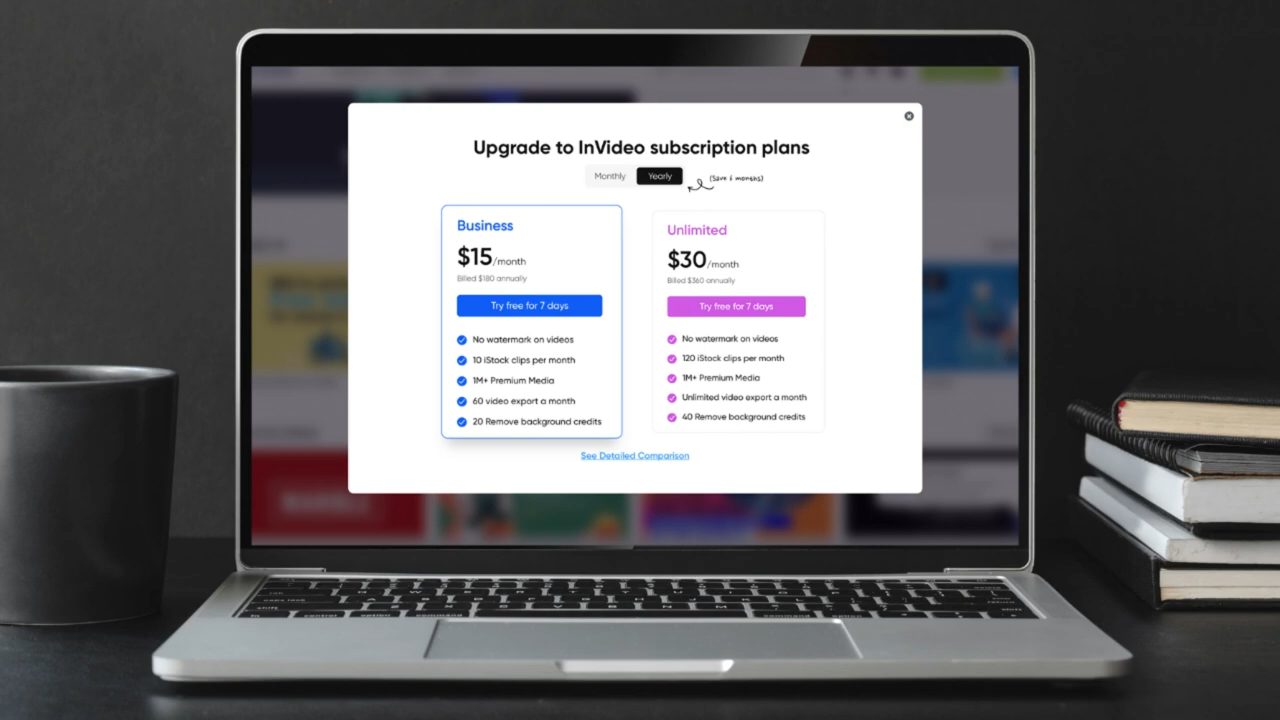 Upgrade to InVideo subscription plans
Monthly
Yearly
(Save 6 months)
Business
$15/month
Billed $180 annually
Try free for 7 days
No watermark on videos
10 iStock clips per month
1M+ Premium Media
60 video export a month
20 Remove background credits
Unlimited
$30/month
Billed $360 annually
Try free for 7 days
No watermark on videos
120 iStock clips per month
1M+ Premium Media
Unlimited video export a month
40 Remove background credits
See Detailed Comparison